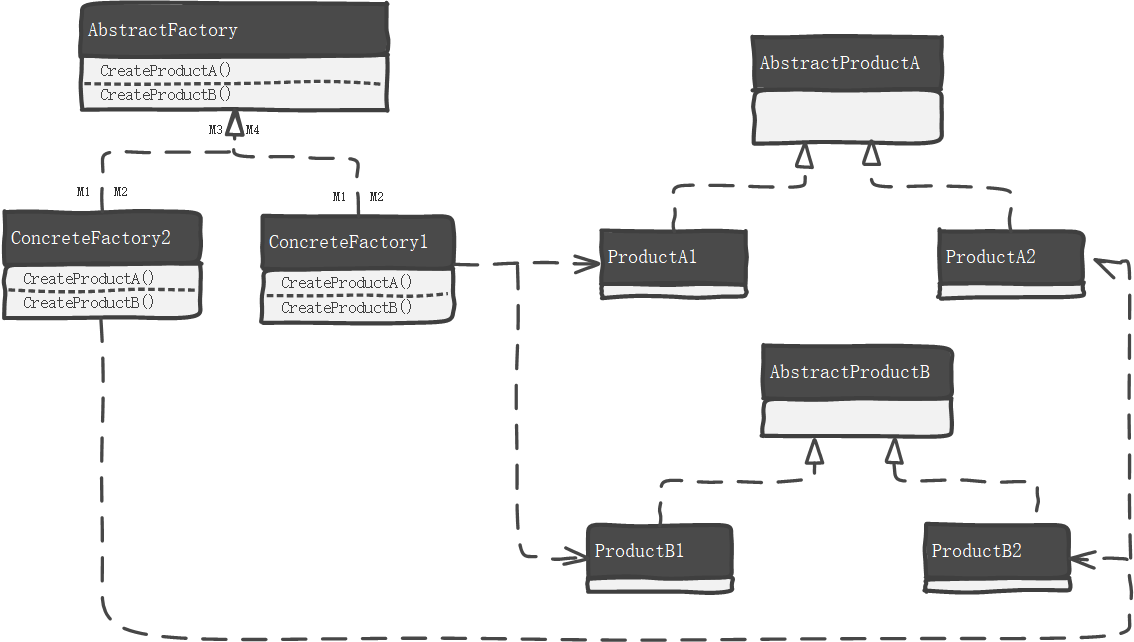 AbstractFactory
CreateProductA()
CreateProductB()
AbstractProductA
M3 M4
M1 M2
M1 M2
ConcreteFactory2
CreateProductA()
CreateProductB()
ConcreteFactory1
CreateProductA()
CreateProductB()
ProductA1
ProductA2
AbstractProductB
ProductB1
ProductB2